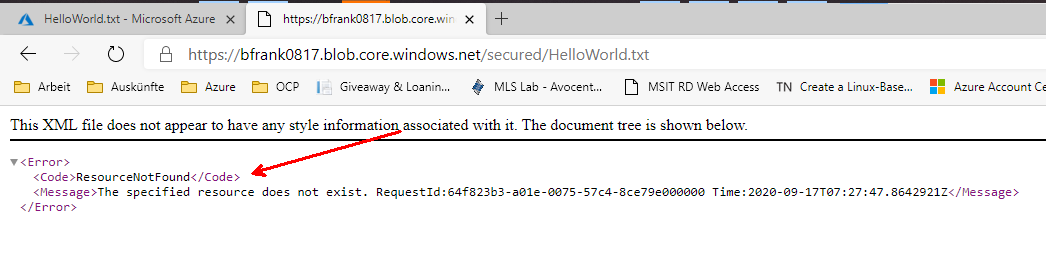 HelloWorld.txt - Microsoft Azure
https://bfrank0817.blob.core.win
https://bfrank0817.blob.core.windows.net/secured/HelloWorld.txt
Arbeit Auskünfte Azure OCP Giveaway & Loanin... MLS Lab - Avocent... MSIT RD Web Access TN Create a Linux-Base... Azure Account Ce
This XML file does not appear to have any style information associated with it. The document tree is shown below.
<Error>
<Code>ResourceNotFound</Code>
<Message>The specified resource does not exist. RequestId:64f823b3-a01e-0075-57c4-8ce79e000000 Time:2020-09-17T07:27:47.8642921Z</Message>
</Error>